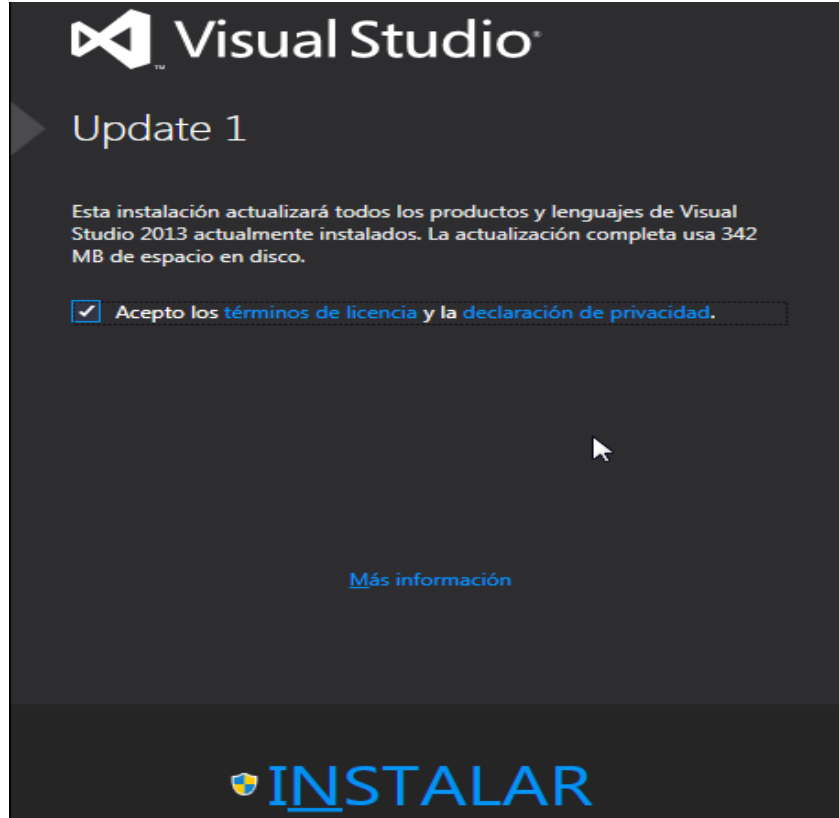 Visual Studio®
™
Update 1
Esta instalación actualizará todos los productos y lenguajes de Visual
Studio 2013 actualmente instalados. La actualización completa usa 342
MB de espacio en disco.
Acepto los términos de licencia y la declaración de privacidad.
Más información
INSTALAR